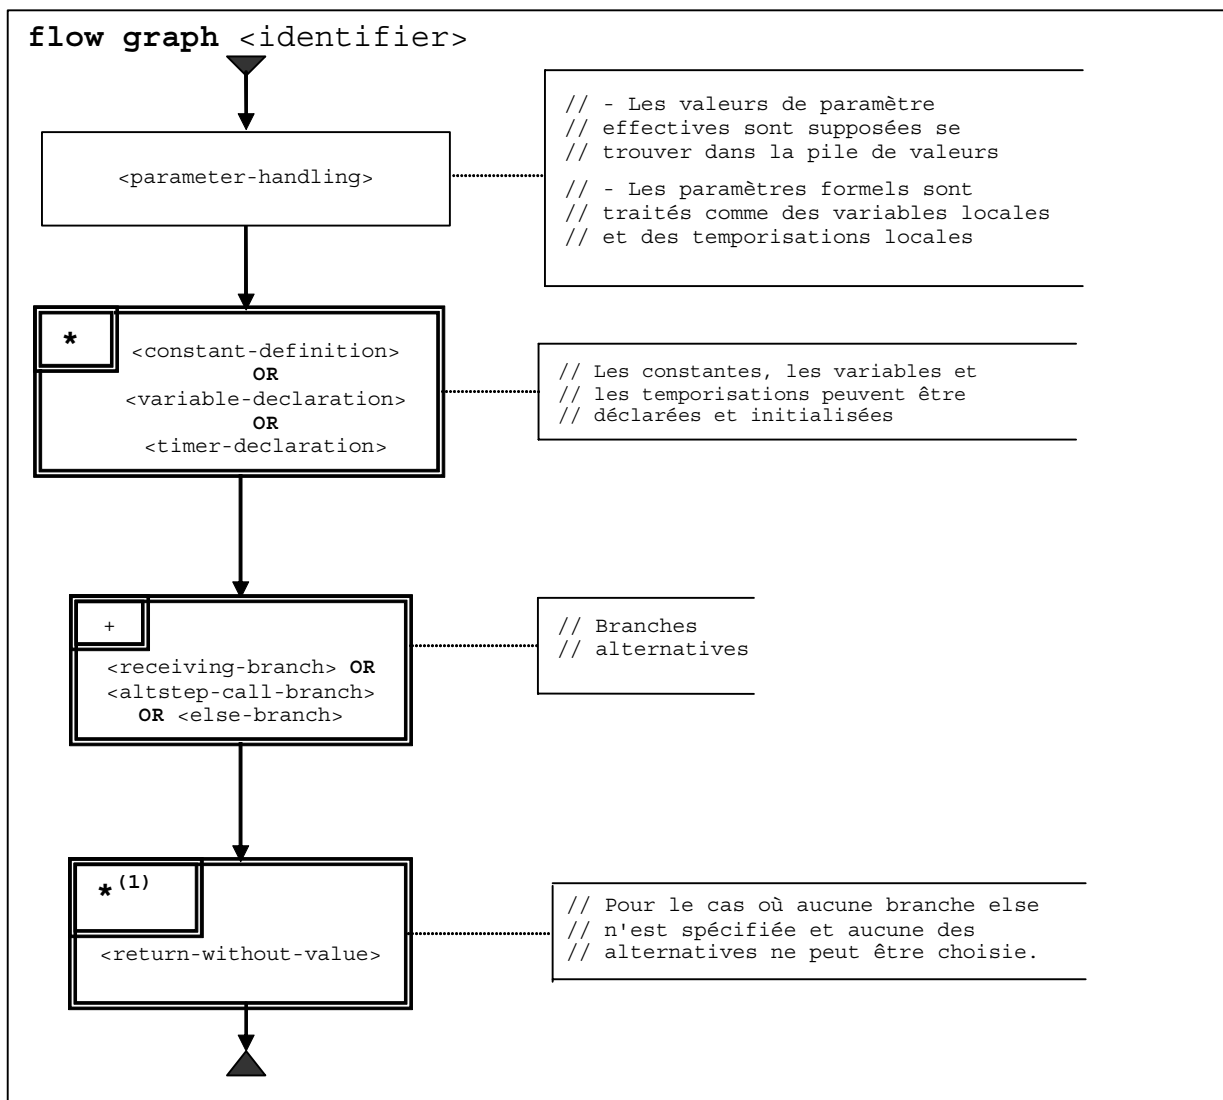 flow graph <identifier>
<parameter-handling>
// - Les valeurs de paramètre
// effectives sont supposées se
// trouver dans la pile de valeurs
// - Les paramètres formels sont
// traités comme des variables locales
// et des temporisations locales
*
<constant-definition>
OR
<variable-declaration>
OR
<timer-declaration>
// Les constantes, les variables et
// les temporisations peuvent être
// déclarées et initialisées
+
<receiving-branch> OR
<altstep-call-branch>
OR <else-branch>
// Branches
// alternatives
*(1)
<return-without-value>
// Pour le cas où aucune branche else
// n'est spécifiée et aucune des
// alternatives ne peut être choisie.